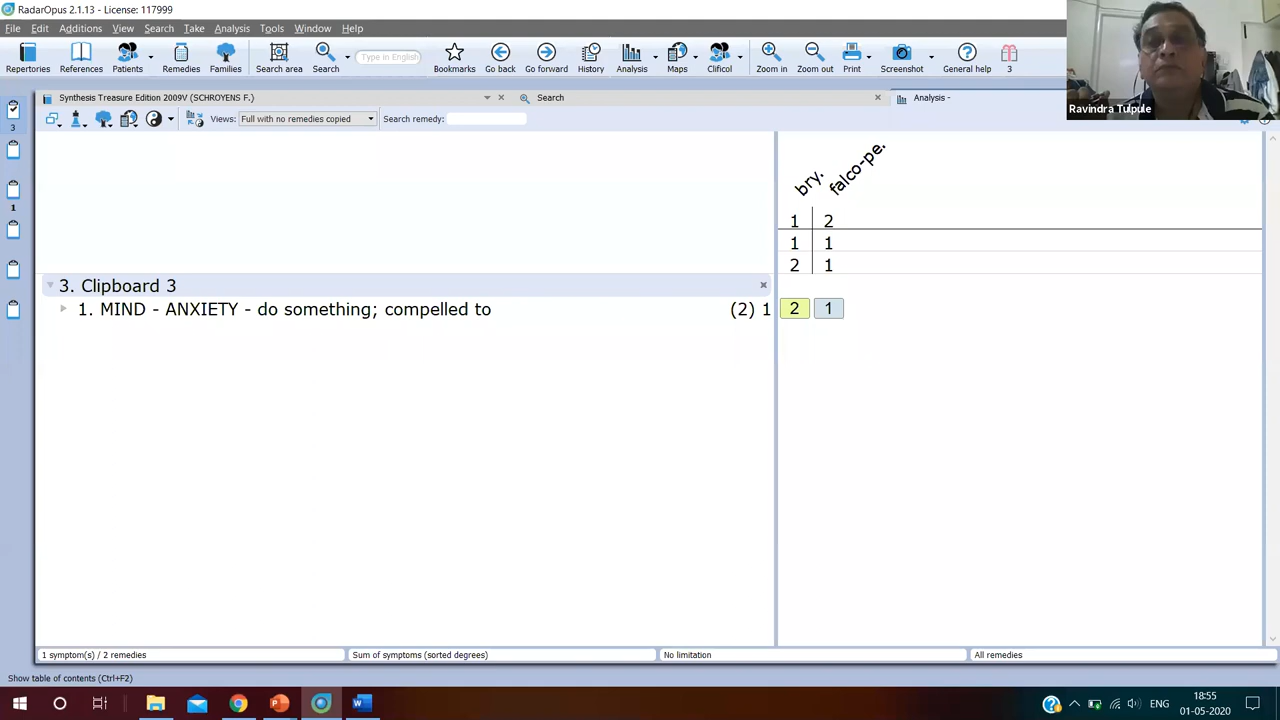 RadarOpus 2.1.13 - License: 117999
File Edit Additions View Search Take Analysis Tools Window Help
Repertories References Patients Remedies Families Search area Search Type in English Bookmarks Go back Go forward History Analysis Maps Clificol Zoom in Zoom out Print Screenshot General help 3
Ravindra Tulpule
Synthesis Treasure Edition 2009V (SCHROYENS F.) Search Analysis -
Views: Full with no remedies copied Search remedy:
3
1
bry. falco-pe.
1 2
1 1
2 1
3. Clipboard 3
1. MIND - ANXIETY - do something; compelled to (2) 1 2 1
1 symptom(s) / 2 remedies Sum of symptoms (sorted degrees) No limitation All remedies
Show table of contents (Ctrl+F2)
ENG 18:55
01-05-2020